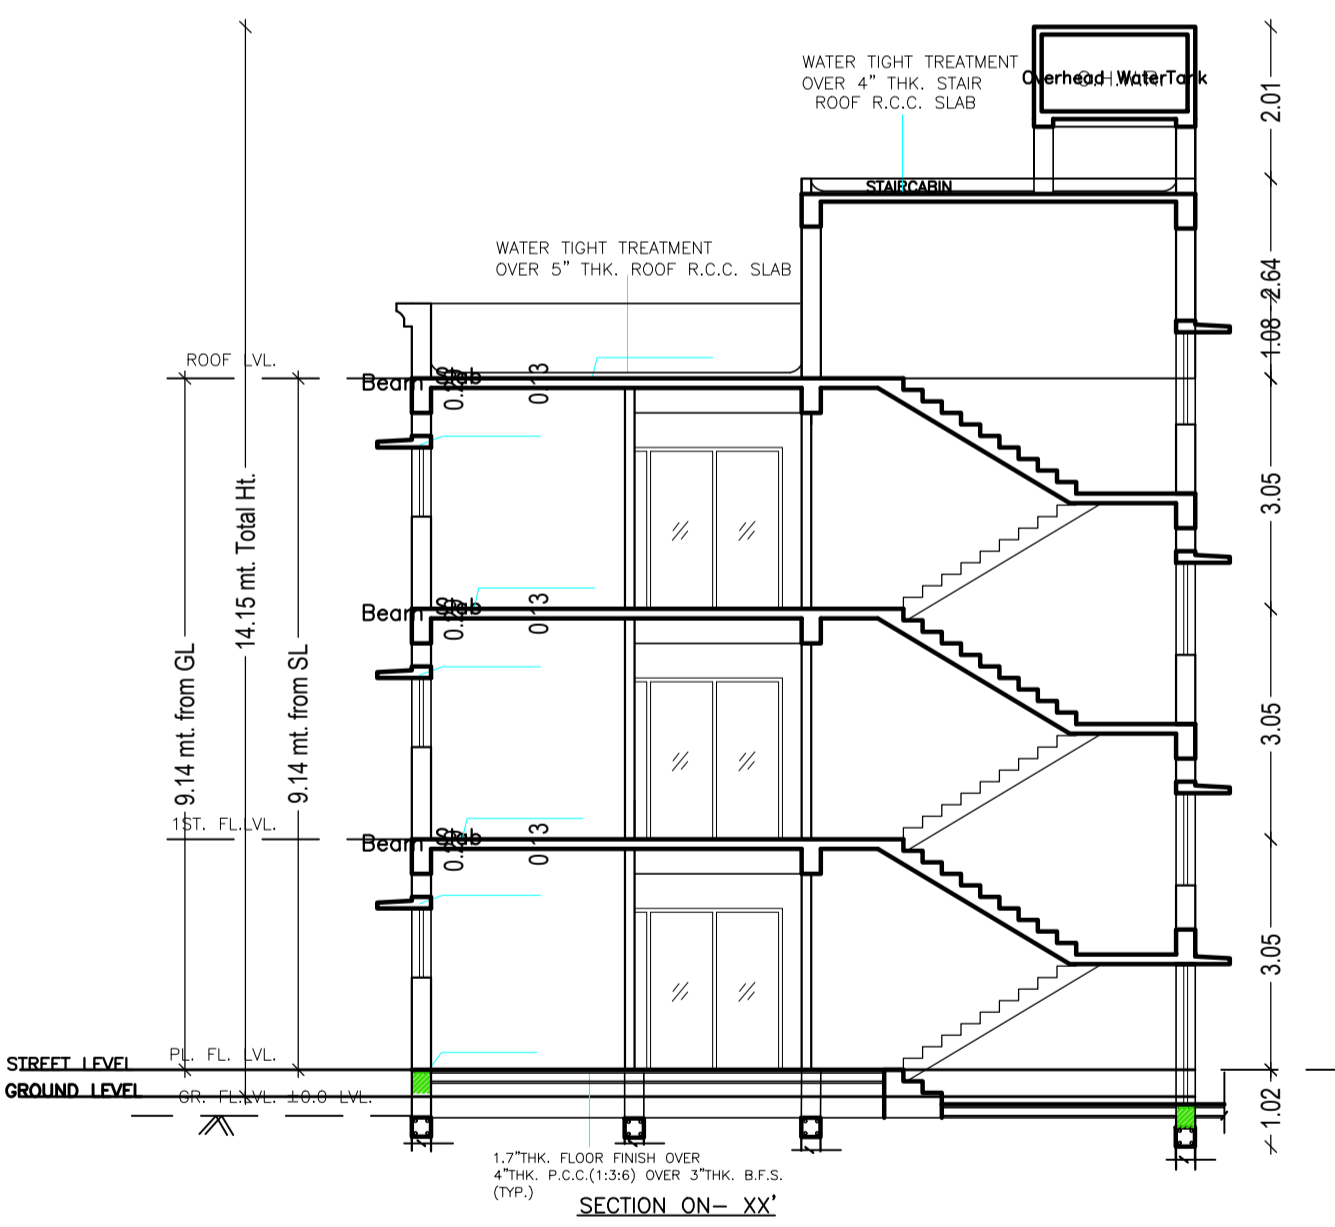 WATER TIGHT TREATMENT
OVER 4" THK. STAIR
ROOF R.C.C. SLAB
Overhead WaterTank
O.H.W.R.
2.01
STAIRCABIN
WATER TIGHT TREATMENT
OVER 5" THK. ROOF R.C.C. SLAB
2.64
1.08
ROOF LVL.
Beam
Slab
0.13
14.15 mt. Total Ht.
3.05
Beam
Slab
0.13
9.14 mt. from GL
9.14 mt. from SL
3.05
1ST. FL.LVL.
Beam
Slab
0.13
3.05
PL. FL. LVL.
STREET LEVEL
GROUND LEVEL
GR. FL.LVL. ±0.0 LVL.
1.02
1.7"THK. FLOOR FINISH OVER
4"THK. P.C.C.(1:3:6) OVER 3"THK. B.F.S.
(TYP.)
SECTION ON– XX'